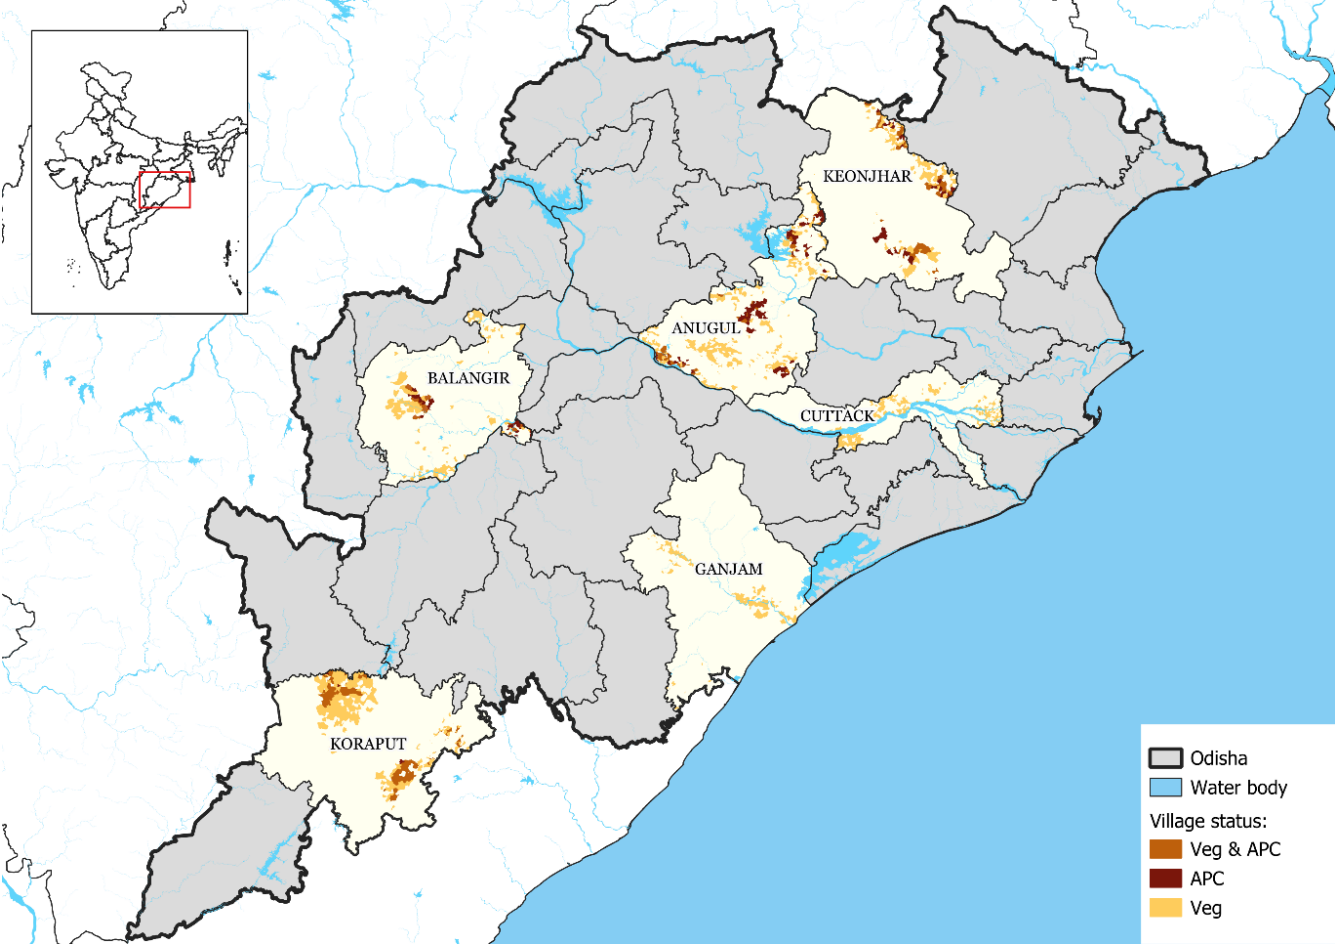 KEONJHAR
ANUGUL
BALANGIR
CUTTACK
GANJAM
KORAPUT
Odisha
Water body
Village status:
Veg & APC
APC
Veg